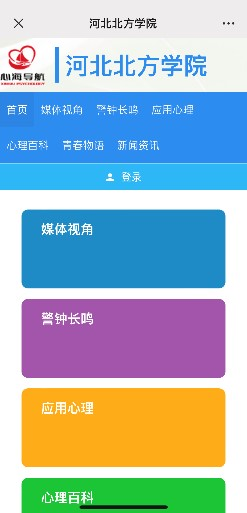 河北北方学院
心海导航
河北北方学院
首页 媒体视角 警钟长鸣 应用心理
心理百科 青春物语 新闻资讯
登录
媒体视角
警钟长鸣
应用心理
心理百科